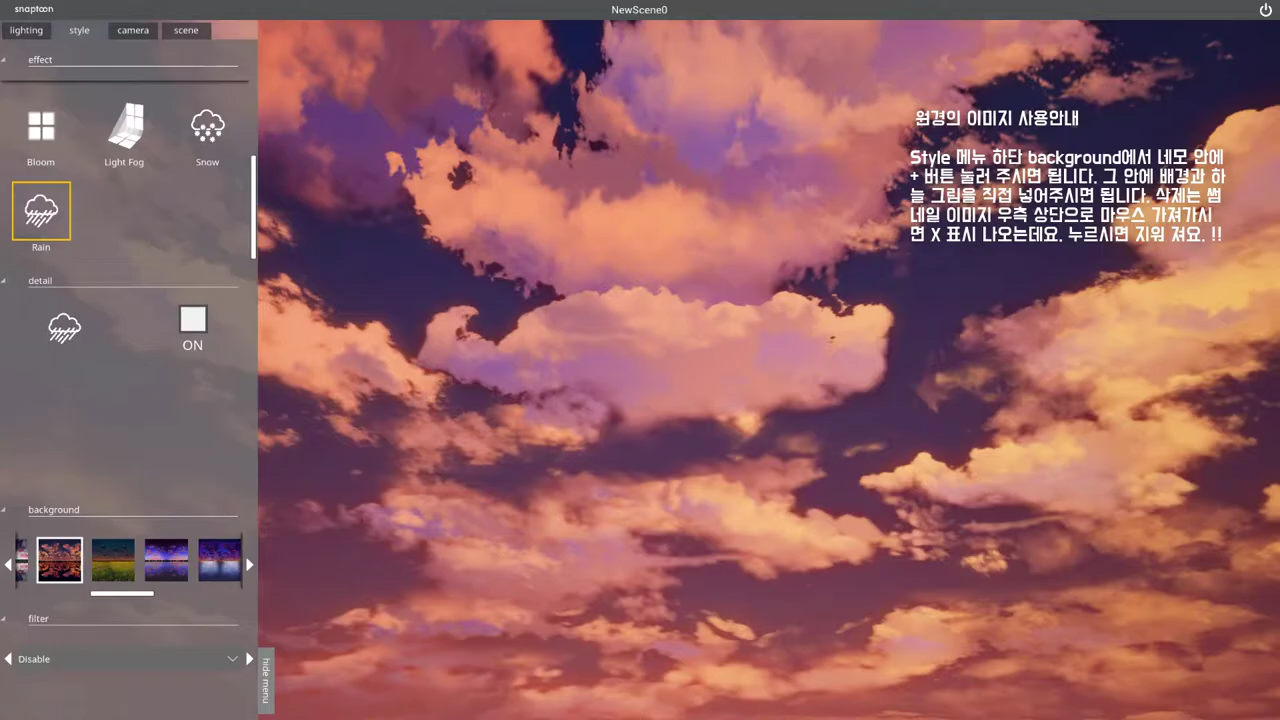 snaptoon
NewScene0
lighting
style
camera
scene
effect
Bloom
Light Fog
Snow
Rain
detail
ON
background
filter
Disable
hide menu
원경의 이미지 사용안내
Style 메뉴 하단 background에서 네모 안에
+ 버튼 눌러 주시면 됩니다. 그 안에 배경과 하
늘 그림을 직접 넣어주시면 됩니다. 삭제는 썸
네일 이미지 우측 상단으로 마우스 가져가시
면 X 표시 나오는데요. 누르시면 지워 져요. !!